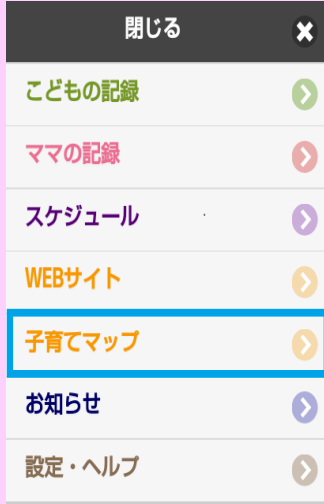 閉じる
こどもの記録
ママの記録
スケジュール
WEBサイト
子育てマップ
お知らせ
設定・ヘルプ